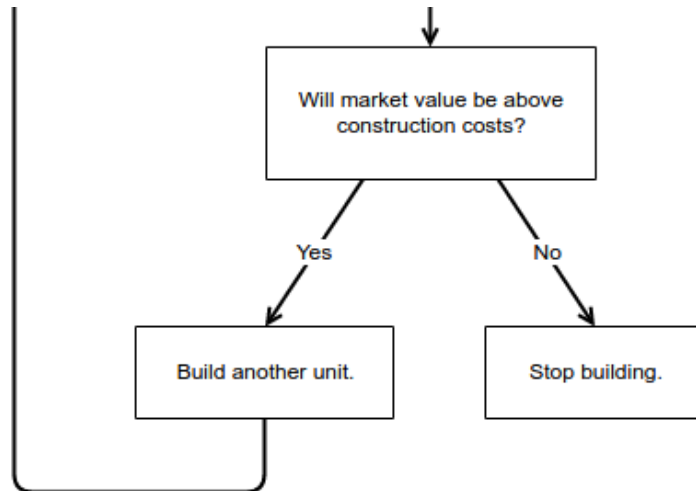 Will market value be above
construction costs?
Yes
No
Build another unit.
Stop building.